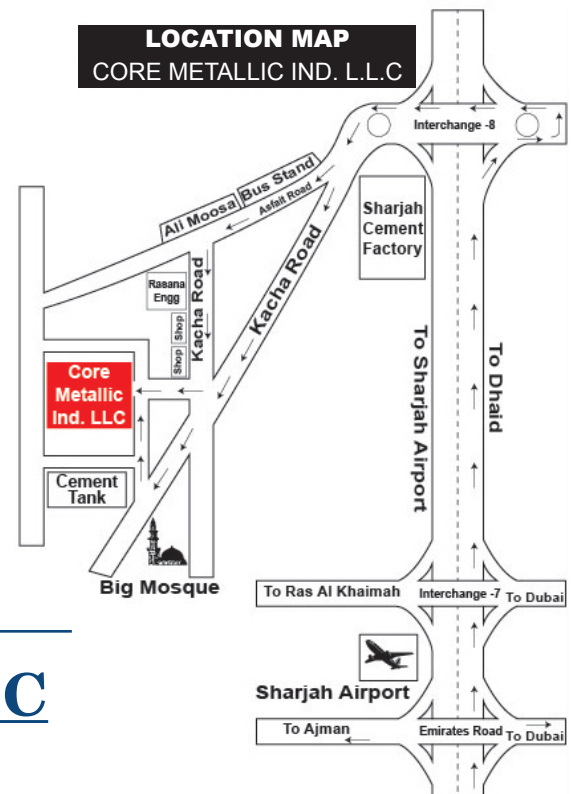 LOCATION MAP
CORE METALLIC IND. L.L.C
Interchange -8
Bus Stand
Ali Moosa
Asfalt Road
Sharjah
Cement
Factory
Rasana
Engg
Shop
Shop
Kacha Road
Kacha Road
Core
Metallic
Ind. LLC
Cement
Tank
Big Mosque
To Sharjah Airport
To Dhaid
To Ras Al Khaimah
Interchange -7
To Dubai
Sharjah Airport
To Ajman
Emirates Road
To Dubai
C